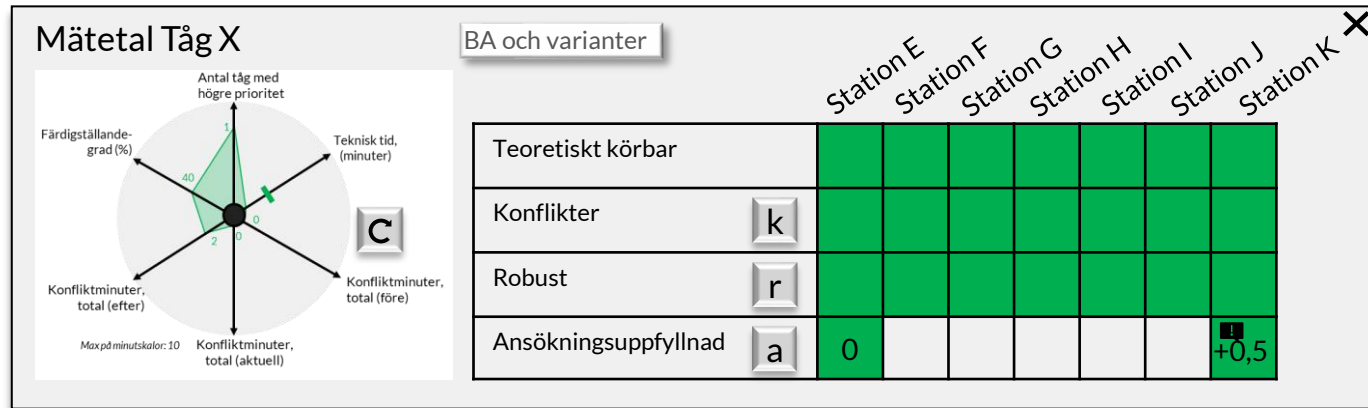 Mätetal Tåg X
BA och varianter
Antal tåg med
högre prioritet
Färdigställande-
grad (%)
Teknisk tid,
(minuter)
1
40
0
2
0
Konfliktminuter,
total (efter)
Konfliktminuter,
total (före)
Konfliktminuter,
total (aktuell)
Max på minutskalor: 10
C
Station E
Station F
Station G
Station H
Station I
Station J
Station K
Teoretiskt körbar
Konflikter
k
Robust
r
Ansökningsuppfyllnad
a
0
!
+0,5